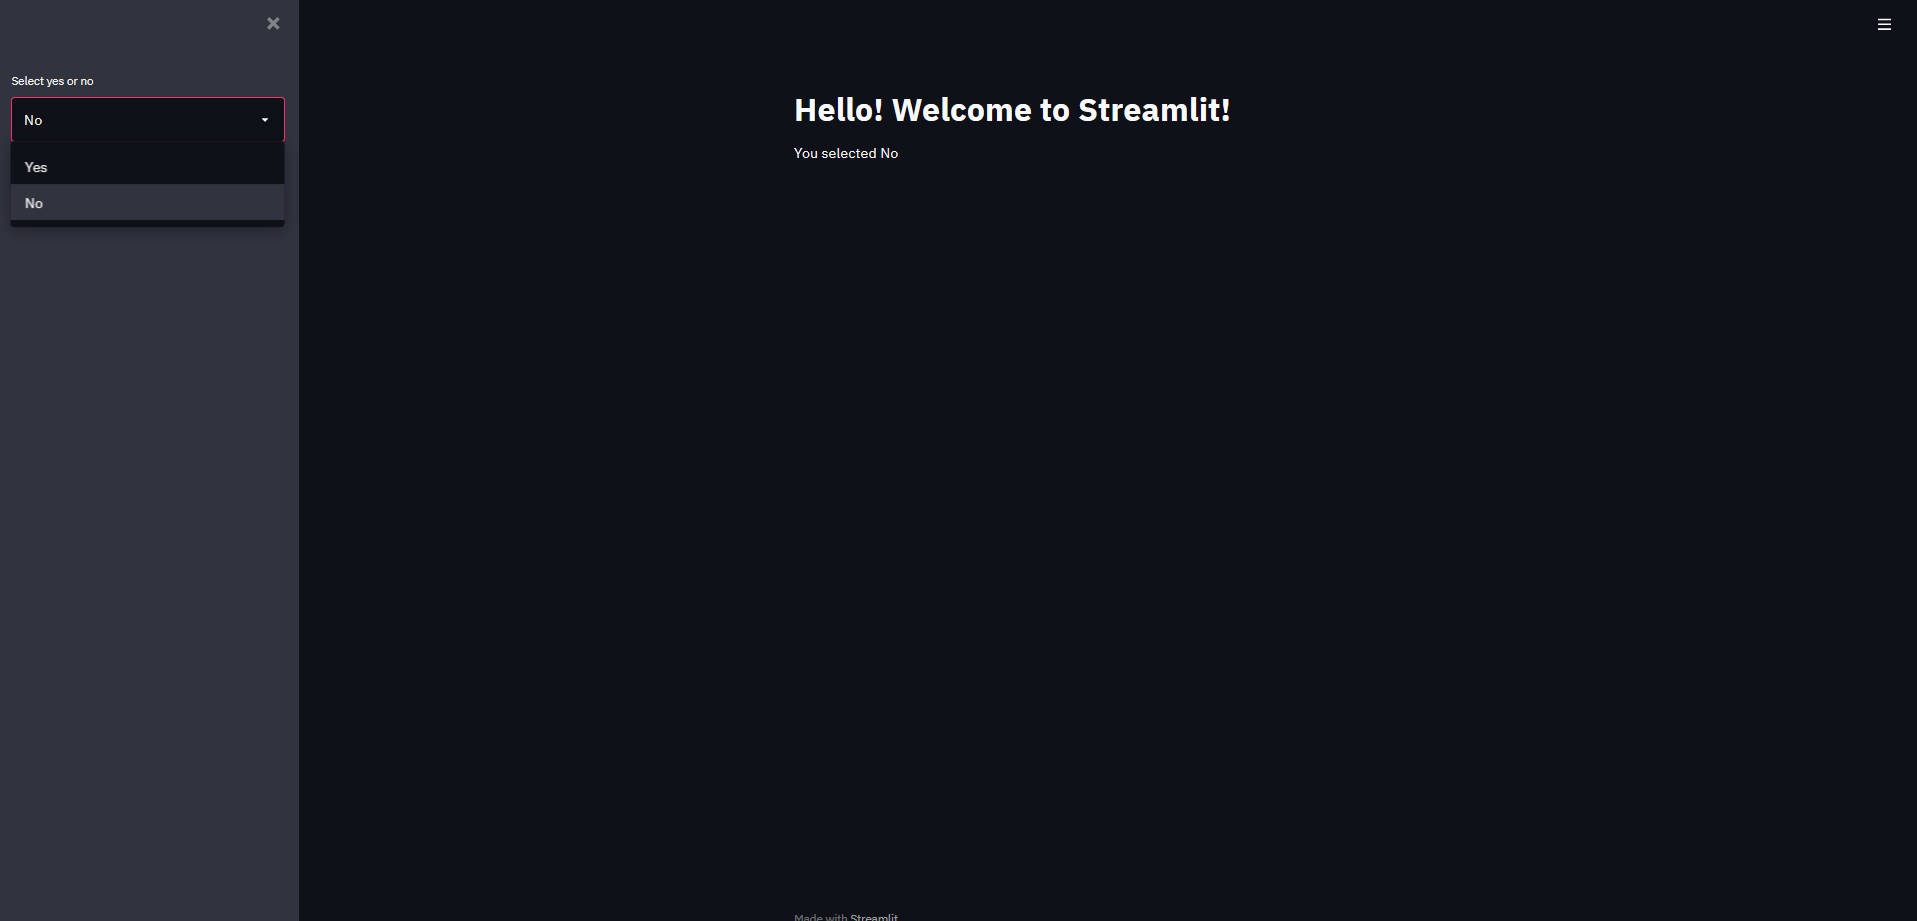 Select yes or no
No
Yes
No
Hello! Welcome to Streamlit!
You selected No
Made with Streamlit